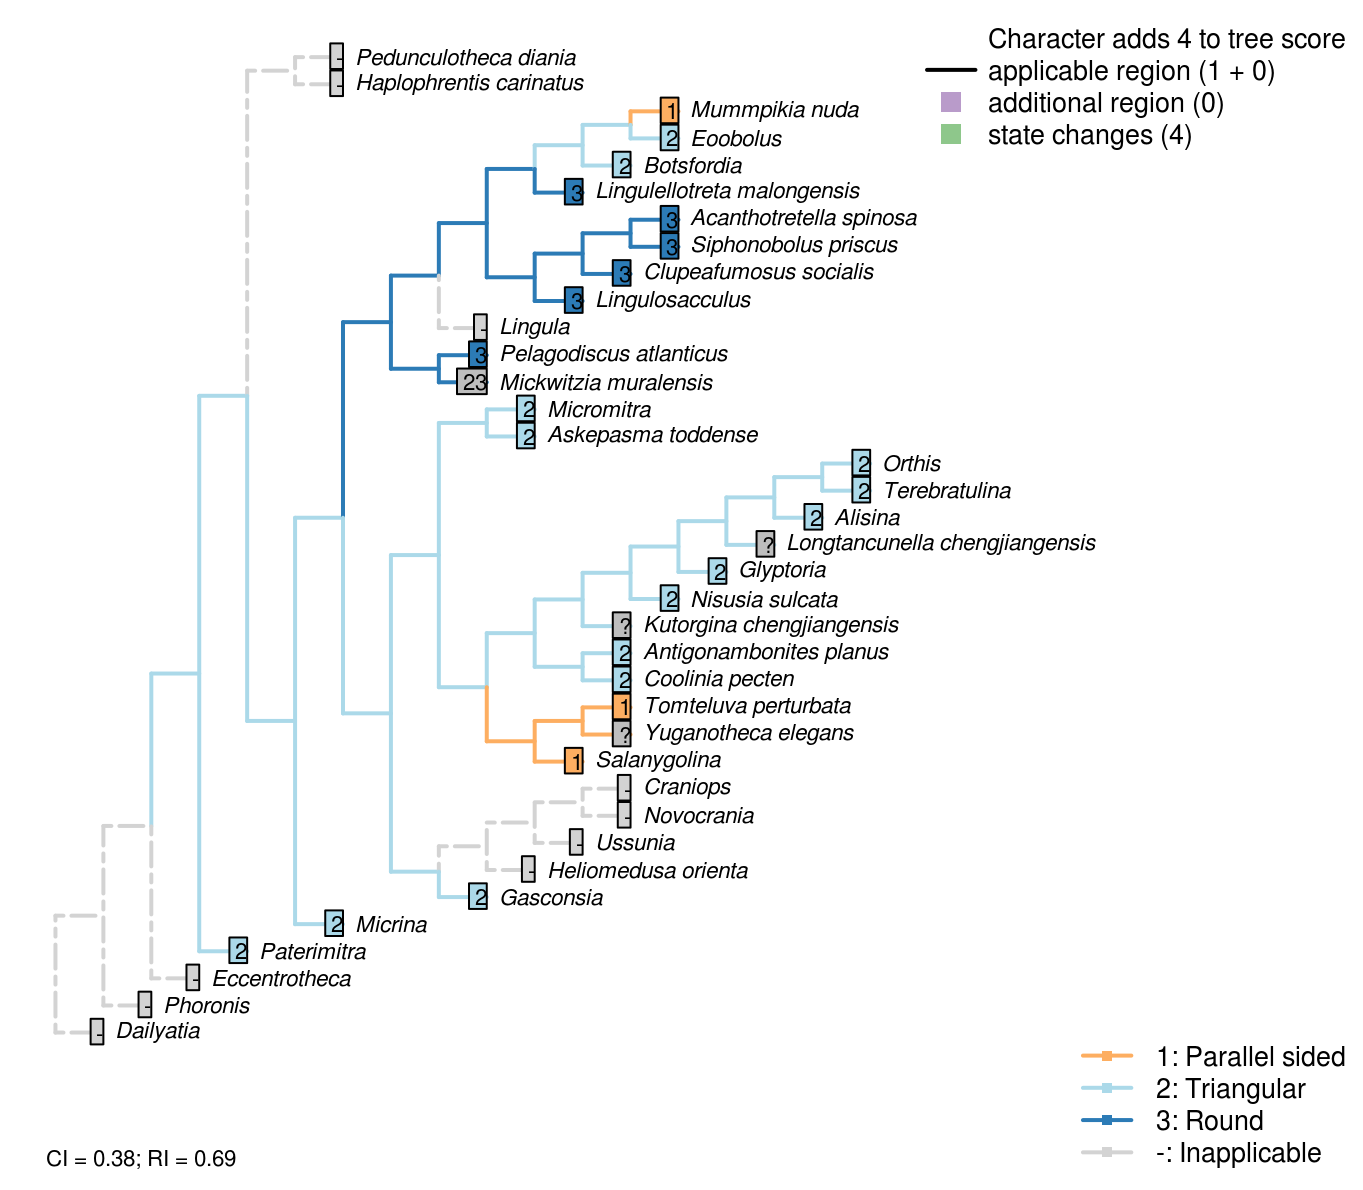 Character adds 4 to tree score
applicable region (1 + 0)
additional region (0)
state changes (4)
- Pedunculotheca diania
- Haplophrentis carinatus
1 Mummpikia nuda
2 Eoobolus
2 Botsfordia
3 Lingulellotreta malongensis
3 Acanthotretella spinosa
3 Siphonobolus priscus
3 Clupeafumosus socialis
3 Lingulosacculus
- Lingula
3 Pelagodiscus atlanticus
23 Mickwitzia muralensis
2 Micromitra
2 Askepasma toddense
2 Orthis
2 Terebratulina
2 Alisina
? Longtancunella chengjiangensis
2 Glyptoria
2 Nisusia sulcata
? Kutorgina chengjiangensis
2 Antigonambonites planus
2 Coolinia pecten
1 Tomteluva perturbata
? Yuganotheca elegans
1 Salanygolina
- Craniops
- Novocrania
- Ussunia
- Heliomedusa orienta
2 Gasconsia
2 Micrina
2 Paterimitra
- Eccentrotheca
- Phoronis
- Dailyatia
1: Parallel sided
2: Triangular
3: Round
-: Inapplicable
CI = 0.38; RI = 0.69